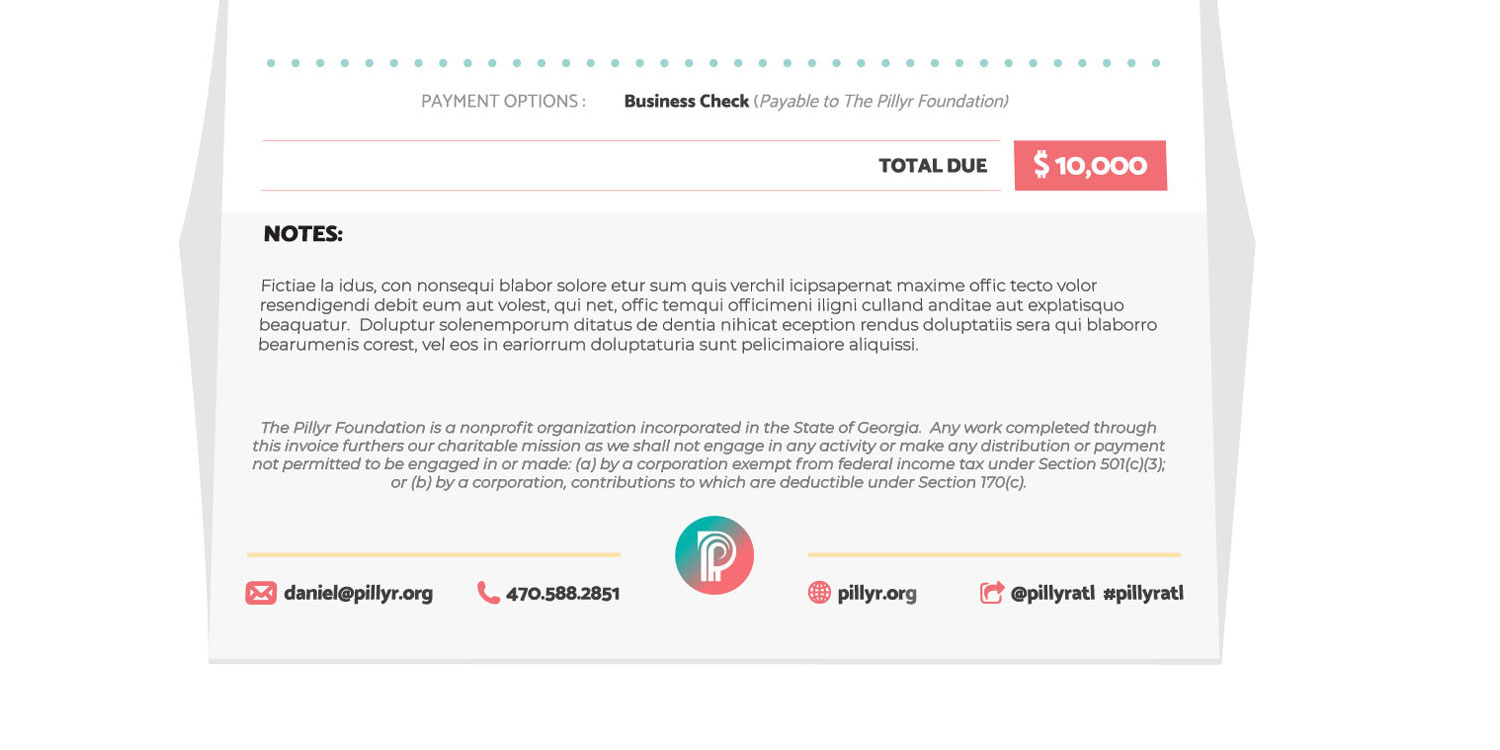 PAYMENT OPTIONS : Business Check (Payable to The Pillyr Foundation)
TOTAL DUE $ 10,000
NOTES:
Fictiae la idus, con nonsequi blabor solore etur sum quis verchil icipsapernat maxime offic tecto volor
resendigendi debit eum aut volest, qui net, offic temqui officimeni iligni culland anditae aut explatisquo
beaquatur.  Doluptur solenemporum ditatus de dentia nihicat eception rendus doluptatiis sera qui blaborro
bearumenis corest, vel eos in eariorrum doluptaturia sunt pelicimaiore aliquissi.
The Pillyr Foundation is a nonprofit organization incorporated in the State of Georgia.  Any work completed through
this invoice furthers our charitable mission as we shall not engage in any activity or make any distribution or payment
not permitted to be engaged in or made: (a) by a corporation exempt from federal income tax under Section 501(c)(3);
or (b) by a corporation, contributions to which are deductible under Section 170(c).
daniel@pillyr.org 470.588.2851 pillyr.org @pillyratl #pillyratl